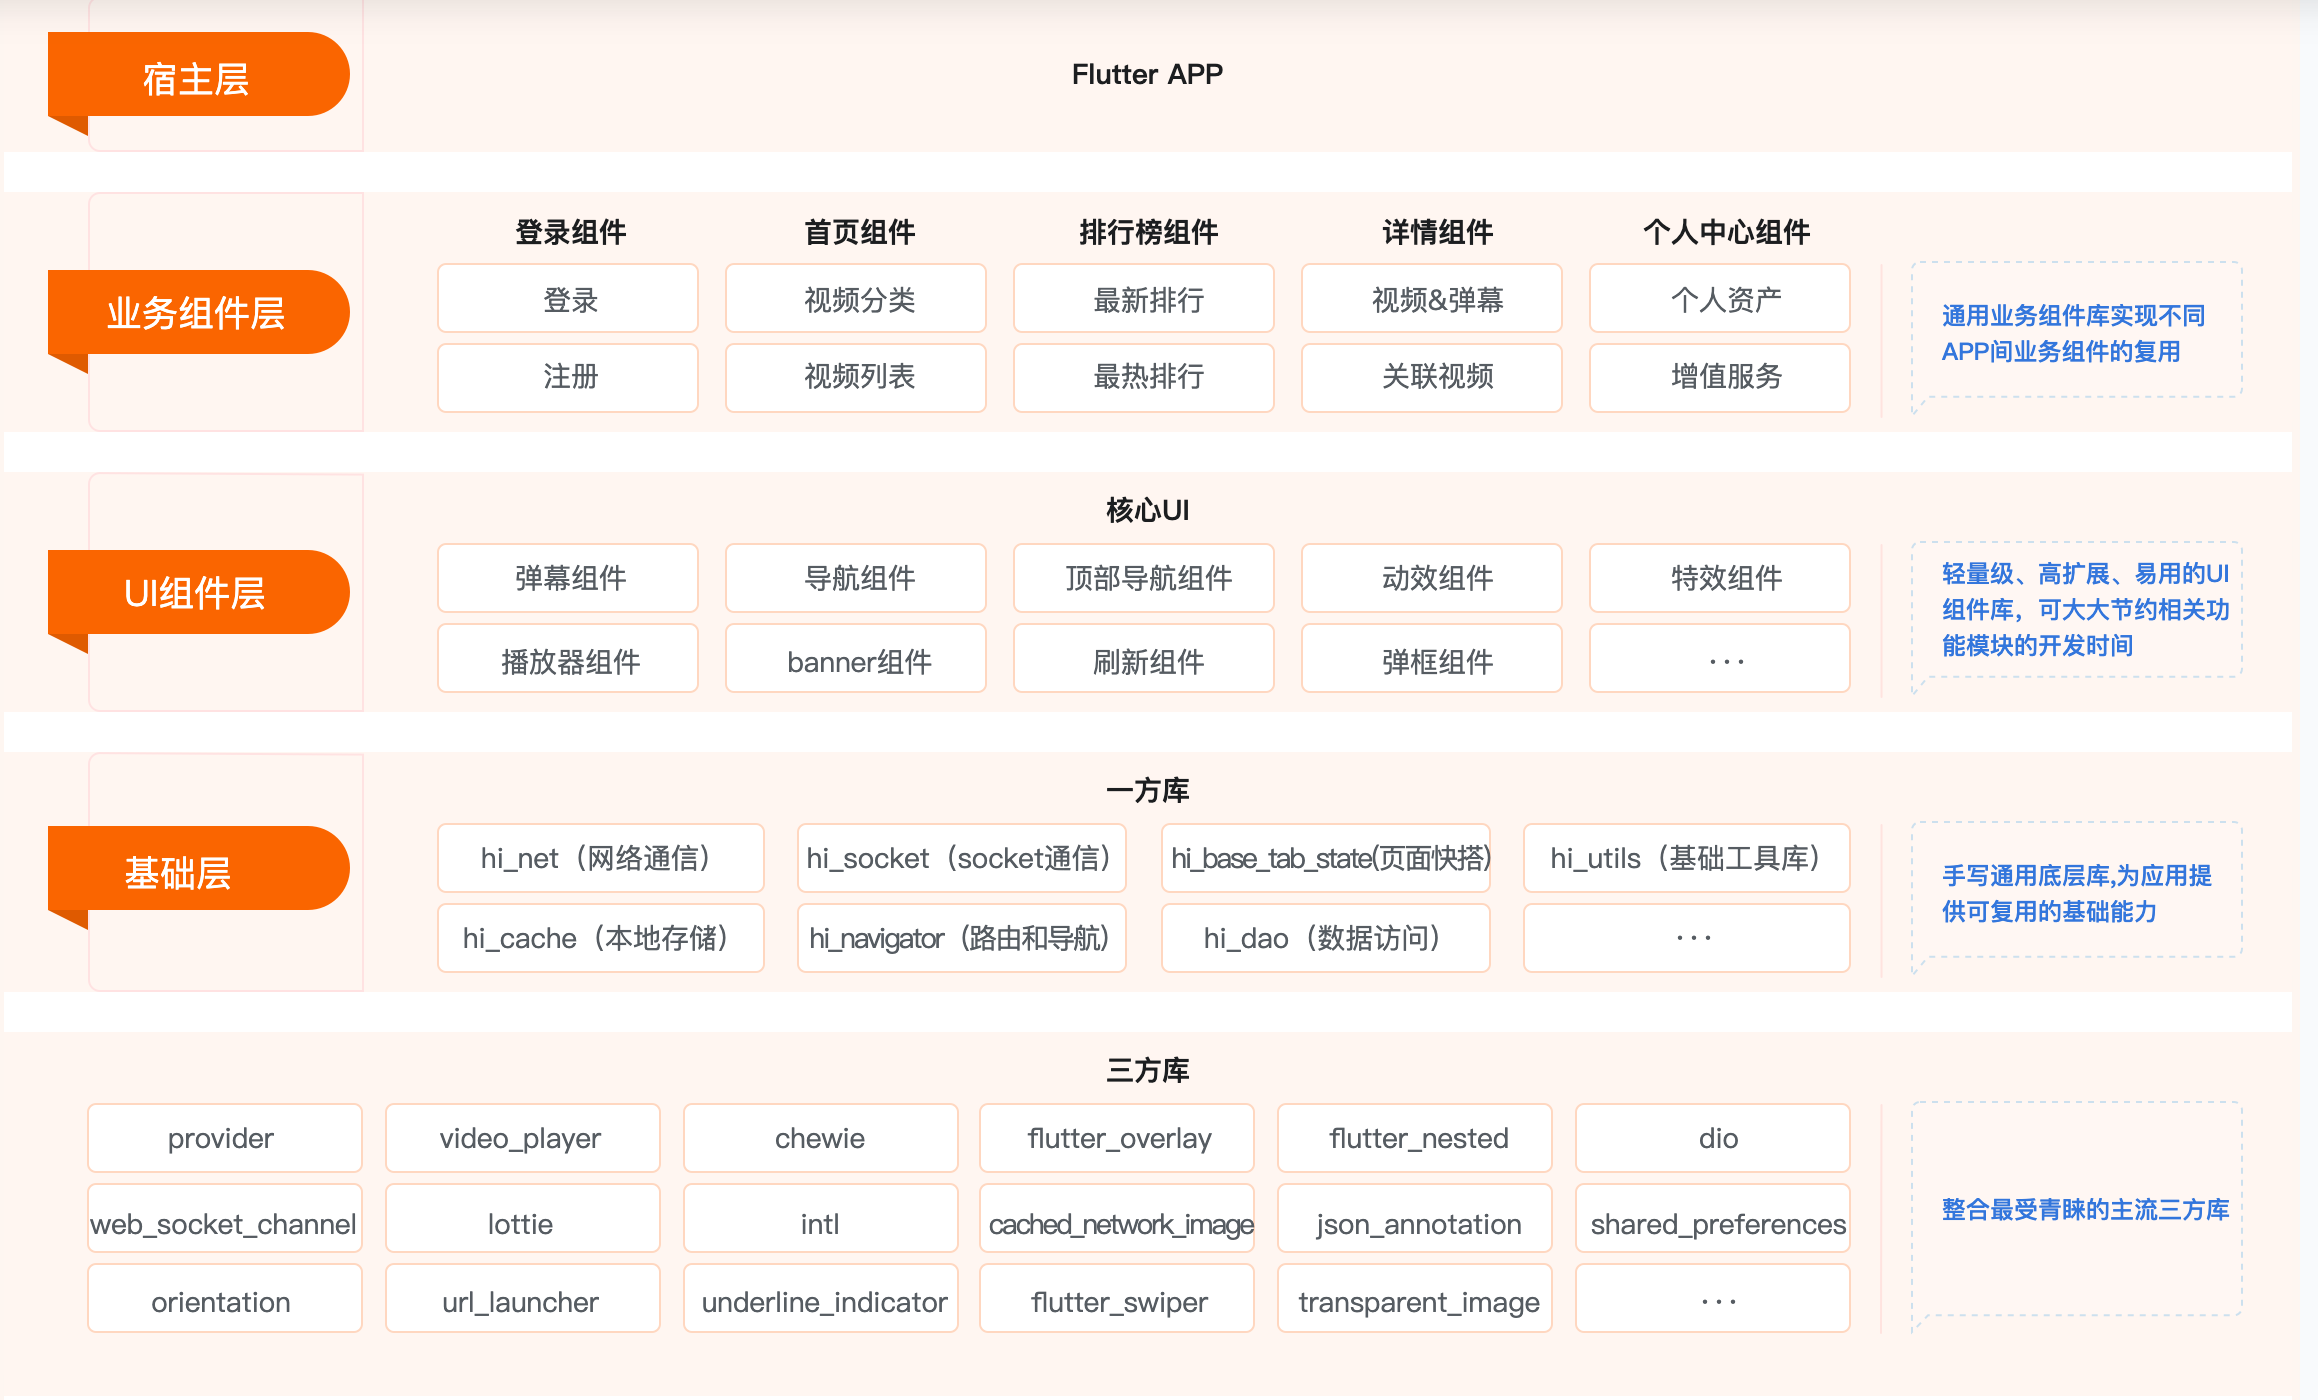 宿主层
Flutter APP
业务组件层
登录组件
首页组件
排行榜组件
详情组件
个人中心组件
登录
视频分类
最新排行
视频&弹幕
个人资产
注册
视频列表
最热排行
关联视频
增值服务
通用业务组件库实现不同
APP间业务组件的复用
UI组件层
核心UI
弹幕组件
导航组件
顶部导航组件
动效组件
特效组件
播放器组件
banner组件
刷新组件
弹框组件
···
轻量级、高扩展、易用的UI
组件库，可大大节约相关功
能模块的开发时间
基础层
一方库
hi_net（网络通信）
hi_socket（socket通信）
hi_base_tab_state(页面快搭)
hi_utils（基础工具库）
hi_cache（本地存储）
hi_navigator（路由和导航）
hi_dao（数据访问）
···
手写通用底层库,为应用提
供可复用的基础能力
三方库
provider
video_player
chewie
flutter_overlay
flutter_nested
dio
web_socket_channel
lottie
intl
cached_network_image
json_annotation
shared_preferences
orientation
url_launcher
underline_indicator
flutter_swiper
transparent_image
···
整合最受青睐的主流三方库